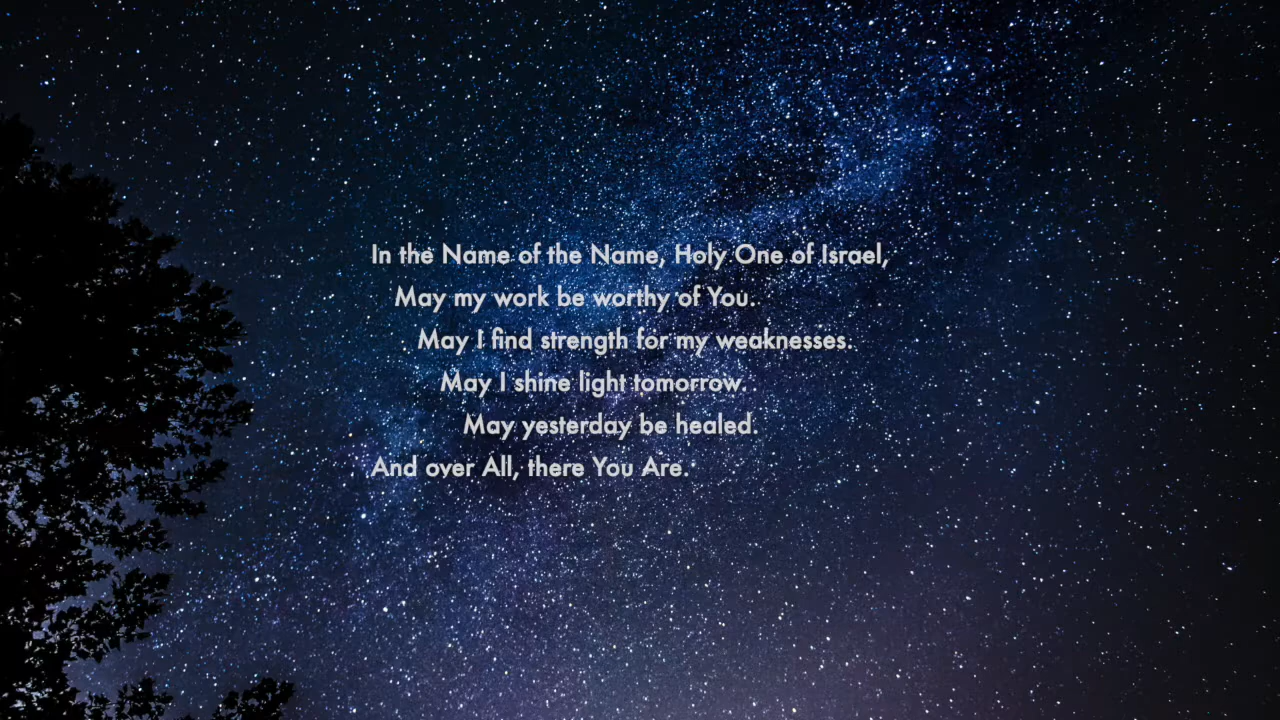 In the Name of the Name, Holy One of Israel,
May my work be worthy of You.
May I find strength for my weaknesses.
May I shine light tomorrow.
May yesterday be healed.
And over All, there You Are.